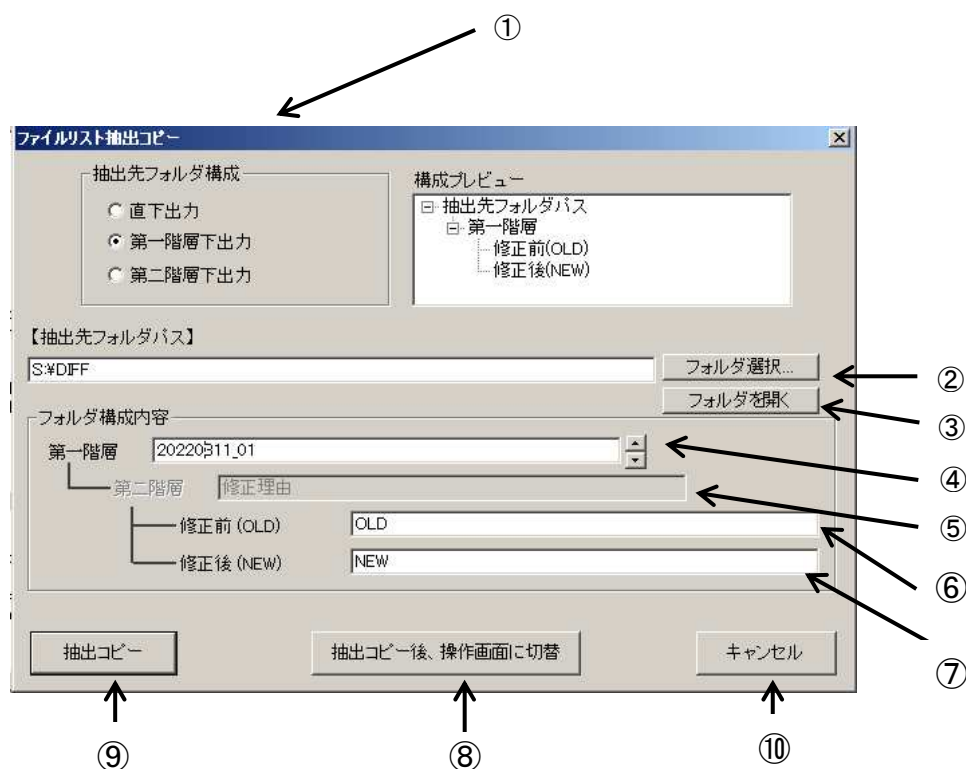 ①
ファイルリスト抽出コピー
抽出先フォルダ構成
直下出力
第一階層下出力
第二階層下出力
構成プレビュー
抽出先フォルダパス
第一階層
修正前(OLD)
修正後(NEW)
【抽出先フォルダパス】
S:¥DIFF
フォルダ選択...
②
フォルダを開く
③
フォルダ構成内容
第一階層
20220311_01
④
第二階層
修正理由
⑤
修正前(OLD)
OLD
⑥
修正後(NEW)
NEW
⑦
抽出コピー
抽出コピー後、操作画面に切替
キャンセル
⑨
⑧
⑩